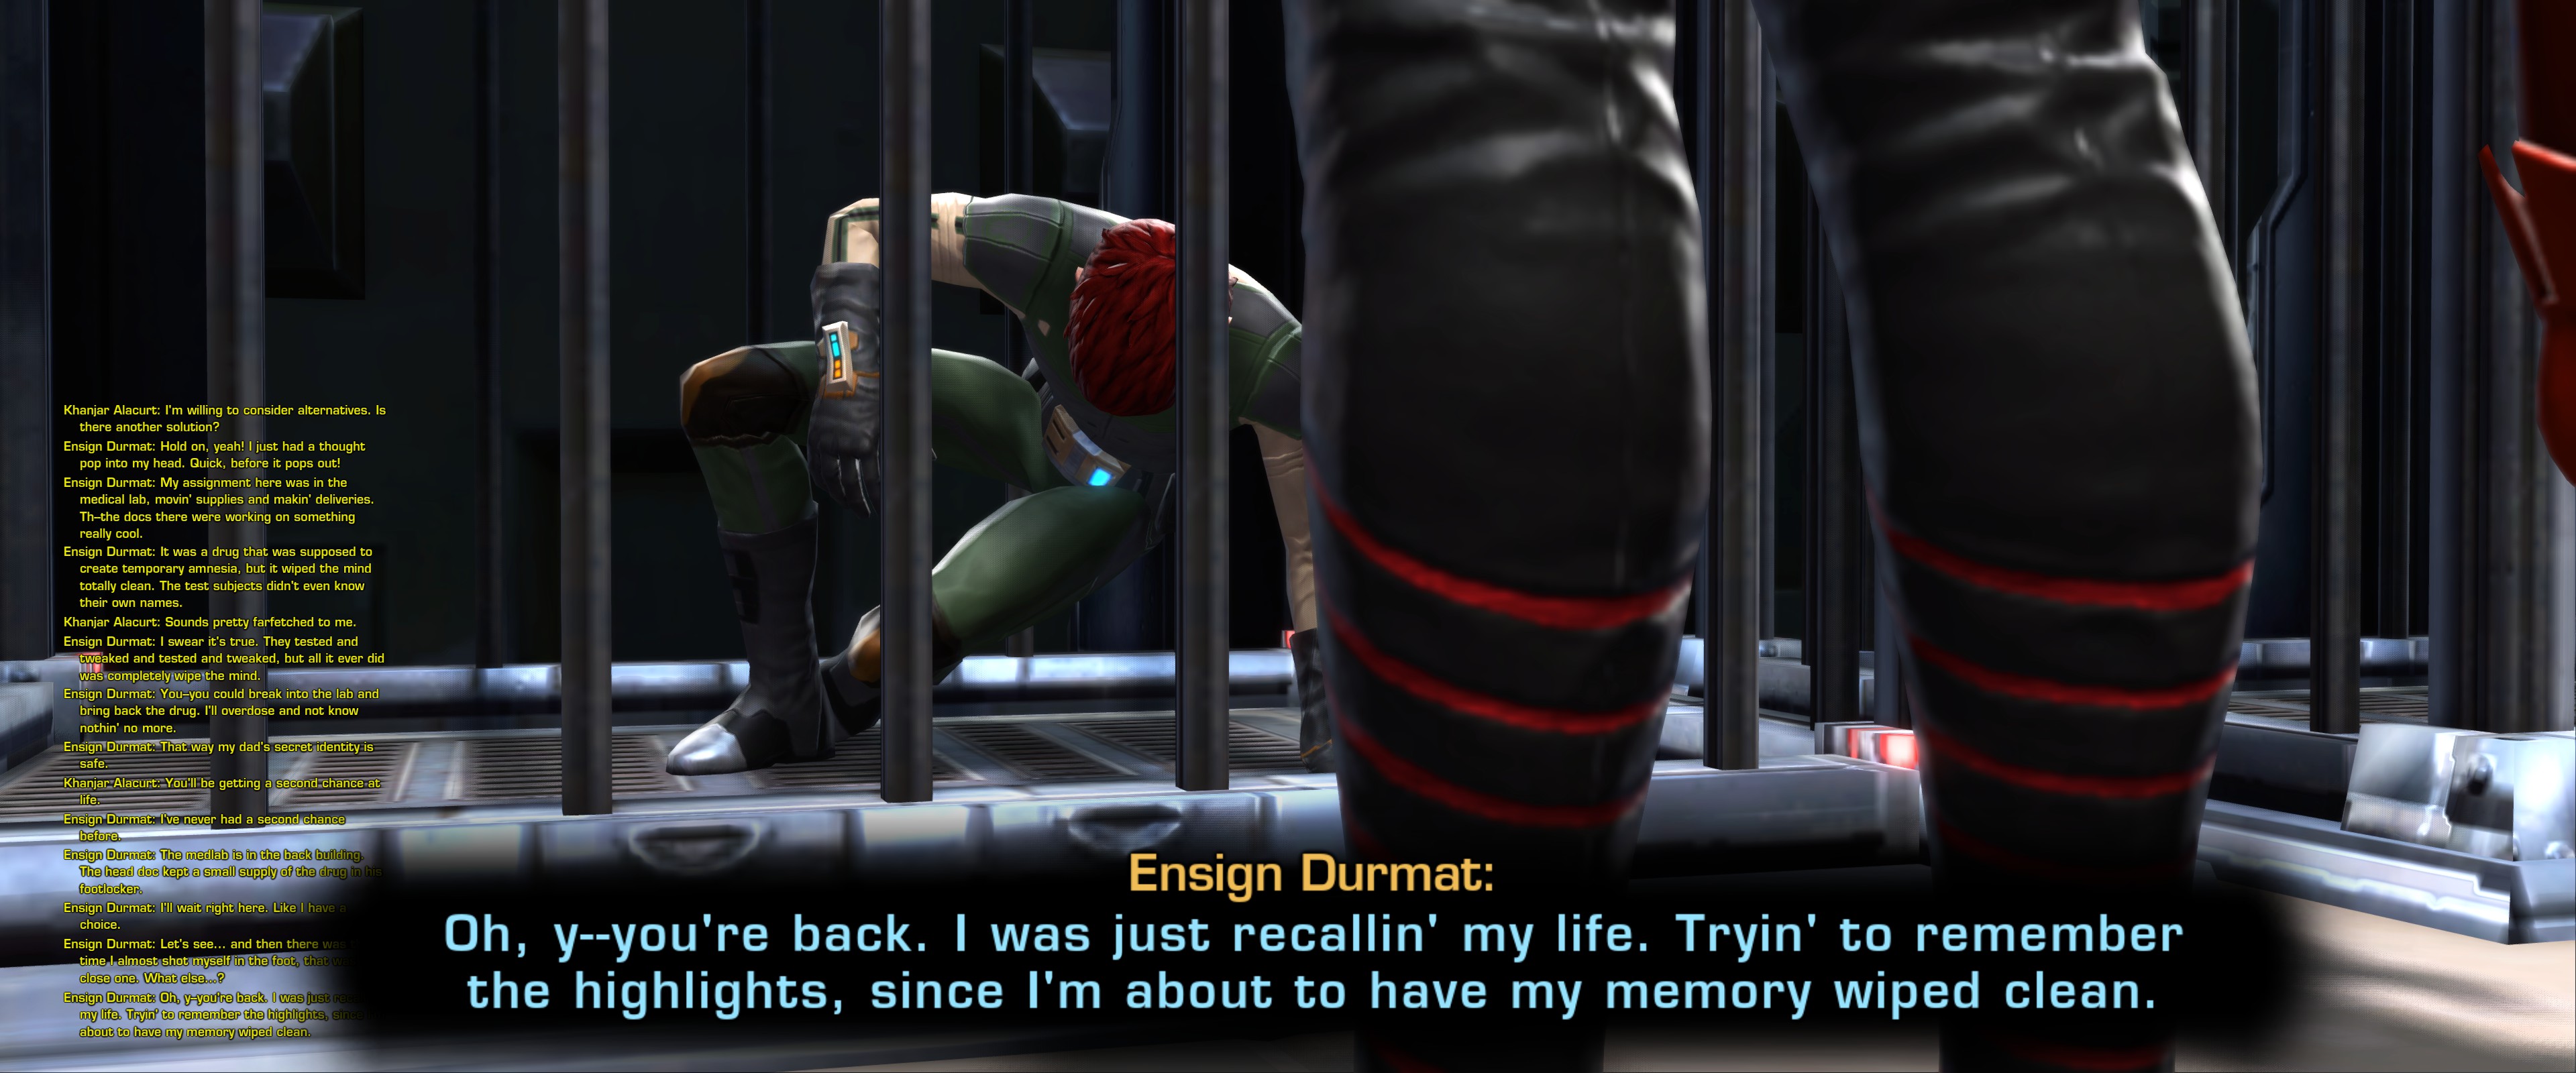 Khanjar Alacurt: I'm willing to consider alternatives. Is
there another solution?
Ensign Durmat: Hold on, yeah! I just had a thought
pop into my head. Quick, before it pops out!
Ensign Durmat: My assignment here was in the
medical lab, movin' supplies and makin' deliveries.
Th--the docs there were working on something
really cool.
Ensign Durmat: It was a drug that was supposed to
create temporary amnesia, but it wiped the mind
totally clean. The test subjects didn't even know
their own names.
Khanjar Alacurt: Sounds pretty farfetched to me.
Ensign Durmat: I swear it's true. They tested and
tweaked and tested and tweaked, but all it ever did
was completely wipe the mind.
Ensign Durmat: You--you could break into the lab and
bring back the drug. I'll overdose and not know
nothin' no more.
Ensign Durmat: That way my dad's secret identity is
safe.
Khanjar Alacurt: You'll be getting a second chance at
life.
Ensign Durmat: I've never had a second chance
before.
Ensign Durmat: The medlab is in the back building.
The head doc kept a small supply of the drug in his
footlocker.
Ensign Durmat: I'll wait right here. Like I have a
choice.
Ensign Durmat: Let's see... and then there was
time I almost shot myself in the foot, that
close one. What else...?
Ensign Durmat: Oh, y--you're back. I was just
my life. Tryin' to remember the highlights, since
about to have my memory wiped clean.
Ensign Durmat:
Oh, y--you're back. I was just recallin' my life. Tryin' to remember
the highlights, since I'm about to have my memory wiped clean.